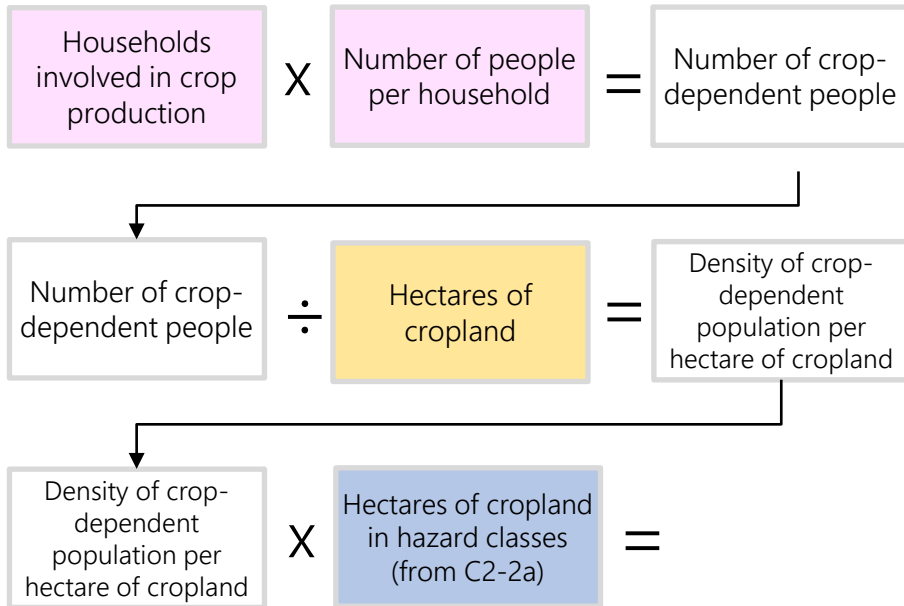 Households
involved in crop
production
X
Number of people
per household
=
Number of crop-
dependent people
Number of crop-
dependent people
÷
Hectares of
cropland
=
Density of crop-
dependent
population per
hectare of cropland
Density of crop-
dependent
population per
hectare of cropland
X
Hectares of cropland
in hazard classes
(from C2-2a)
=